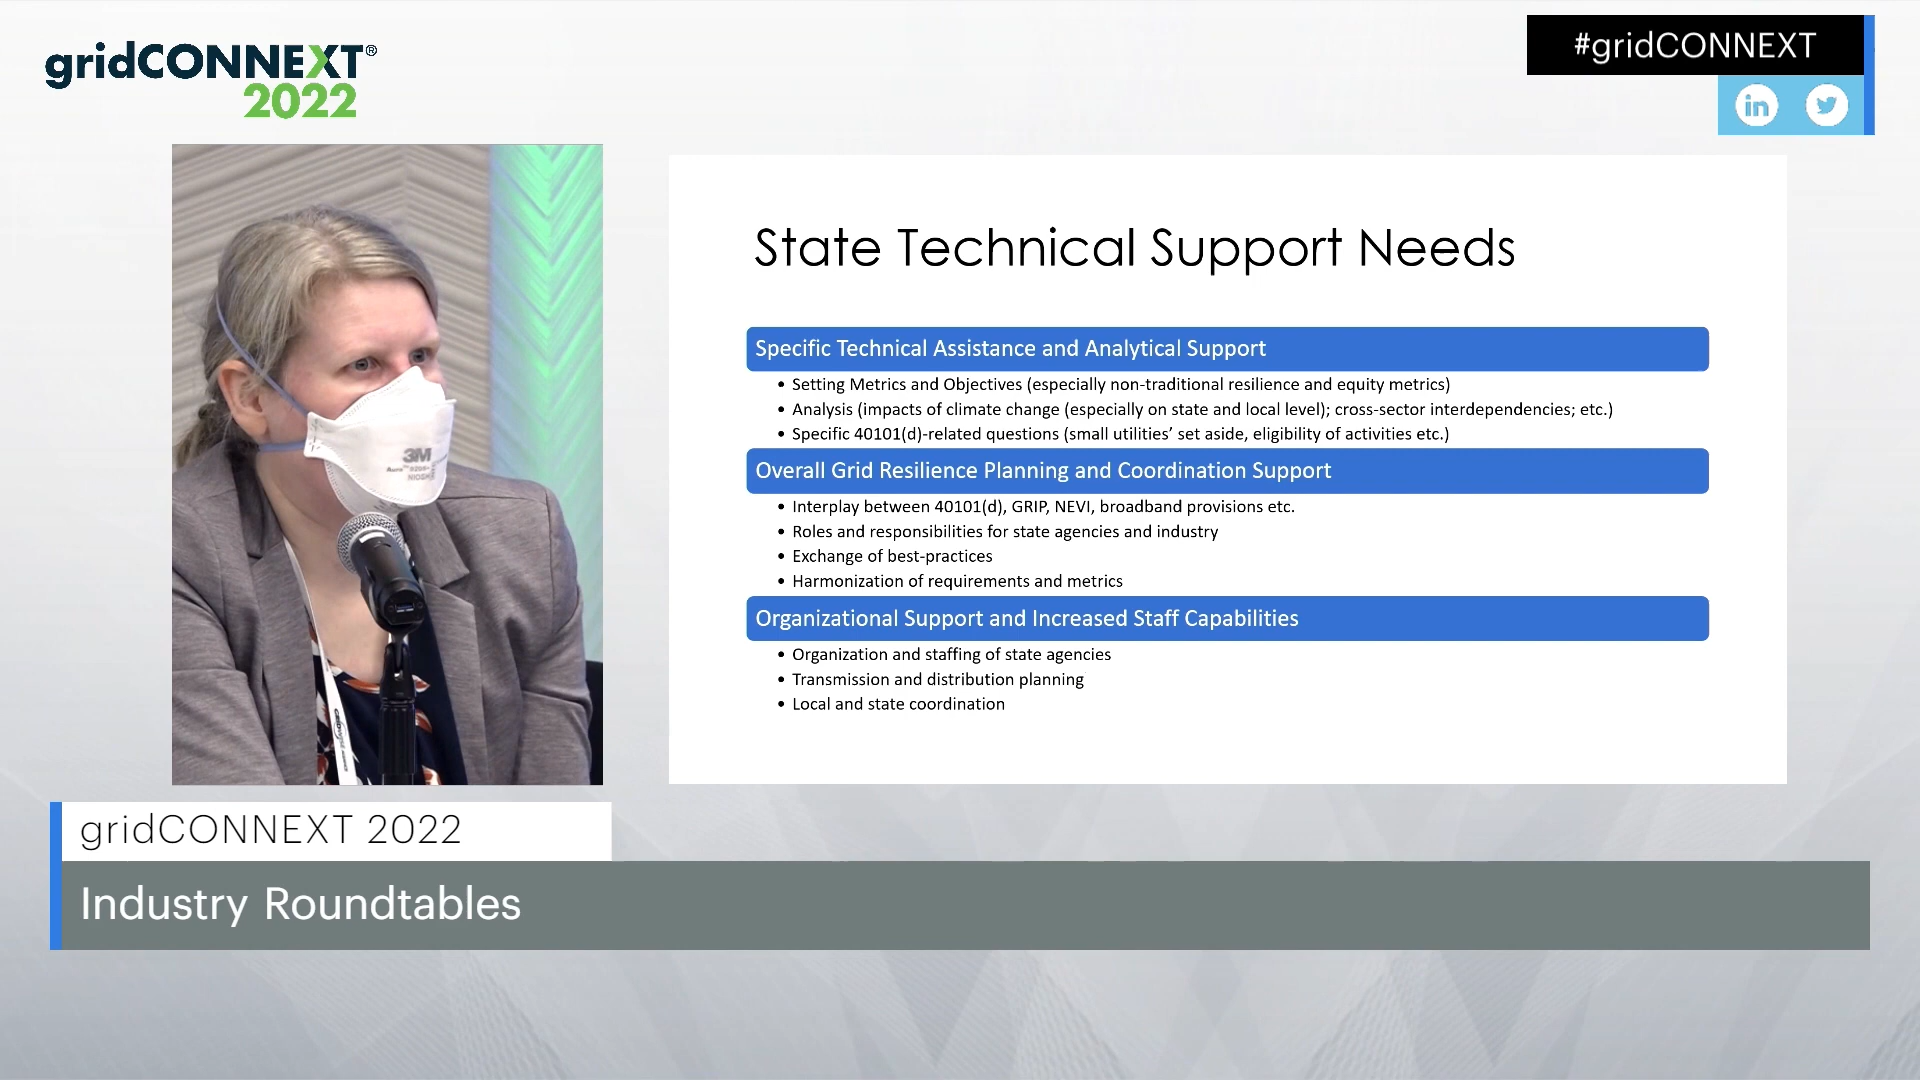 gridCONNEXT®
2022
#gridCONNEXT
in
State Technical Support Needs
Specific Technical Assistance and Analytical Support
• Setting Metrics and Objectives (especially non-traditional resilience and equity metrics)
• Analysis (impacts of climate change (especially on state and local level); cross-sector interdependencies; etc.)
• Specific 40101(d)-related questions (small utilities’ set aside, eligibility of activities etc.)
Overall Grid Resilience Planning and Coordination Support
• Interplay between 40101(d), GRIP, NEVI, broadband provisions etc.
• Roles and responsibilities for state agencies and industry
• Exchange of best-practices
• Harmonization of requirements and metrics
Organizational Support and Increased Staff Capabilities
• Organization and staffing of state agencies
• Transmission and distribution planning
• Local and state coordination
3M
NIOSH
gridCONNEXT 2022
Industry Roundtables